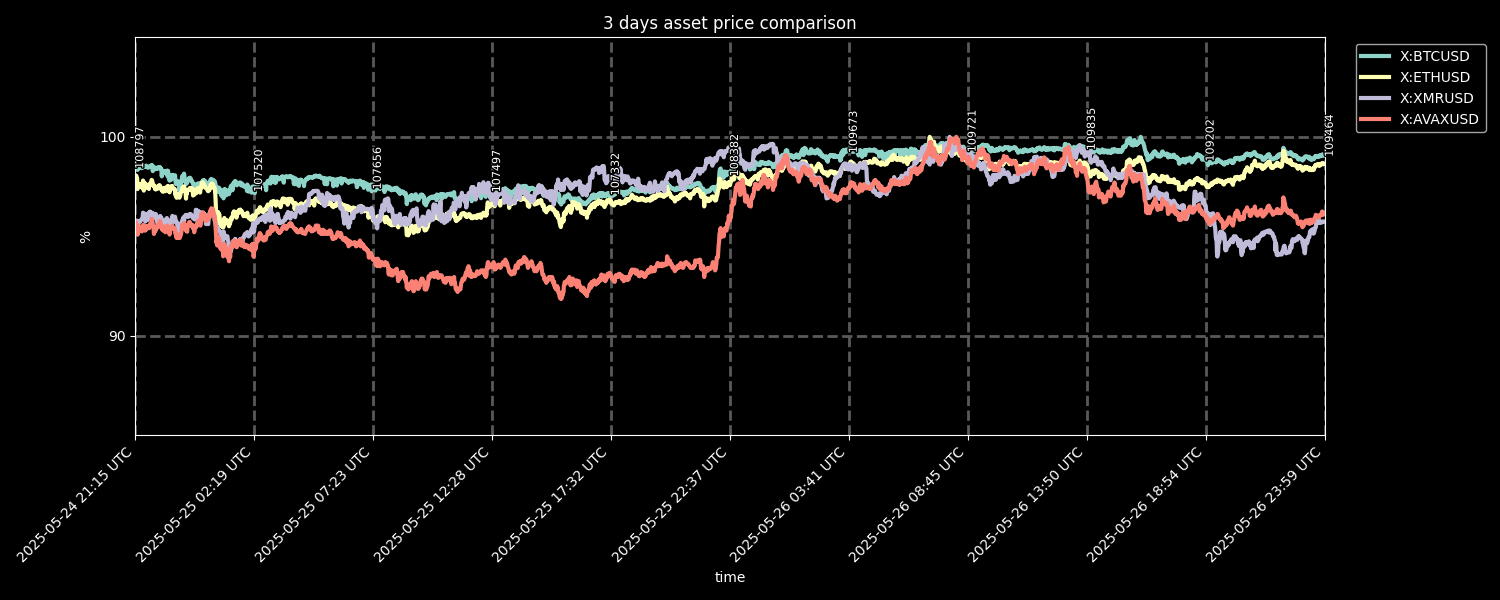 3 days asset price comparison
X:BTCUSD
X:ETHUSD
X:XMRUSD
X:AVAXUSD
100
90
%
108797
107520
107656
107497
107332
108382
109673
109721
109835
109202
109464
2025-05-24 21:15 UTC
2025-05-25 02:19 UTC
2025-05-25 07:23 UTC
2025-05-25 12:28 UTC
2025-05-25 17:32 UTC
2025-05-25 22:37 UTC
2025-05-26 03:41 UTC
2025-05-26 08:45 UTC
2025-05-26 13:50 UTC
2025-05-26 18:54 UTC
2025-05-26 23:59 UTC
time